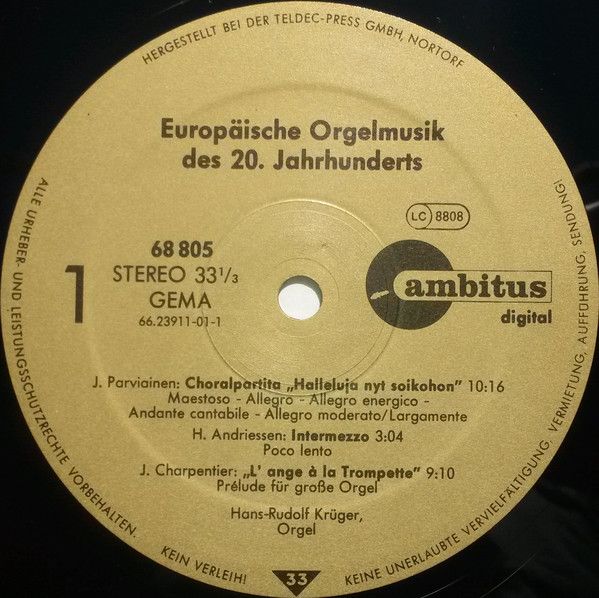 HERGESTELLT BEI DER TELDEC-PRESS GMBH, NORTORF
Europäische Orgelmusik
des 20. Jahrhunderts
LC 8808
68 805
STEREO 33 1/3
GEMA
66.23911-01-1
1
ambitus
digital
J. Parviainen: Choralpartita „Halleluja nyt soikohon" 10:16
Maestoso - Allegro - Allegro energico -
Andante cantabile - Allegro moderato/Largamente
H. Andriessen: Intermezzo 3:04
Poco lento
J. Charpentier: „L' ange à la Trompette" 9:10
Prélude für große Orgel
Hans-Rudolf Krüger,
Orgel
ALLE URHEBER- UND LEISTUNGSSCHUTZRECHTE VORBEHALTEN.
KEIN VERLEIH!
33
KEINE UNERLAUBTE VERVIELFÄLTIGUNG, VERMIETUNG, AUFFÜHRUNG, SENDUNG!